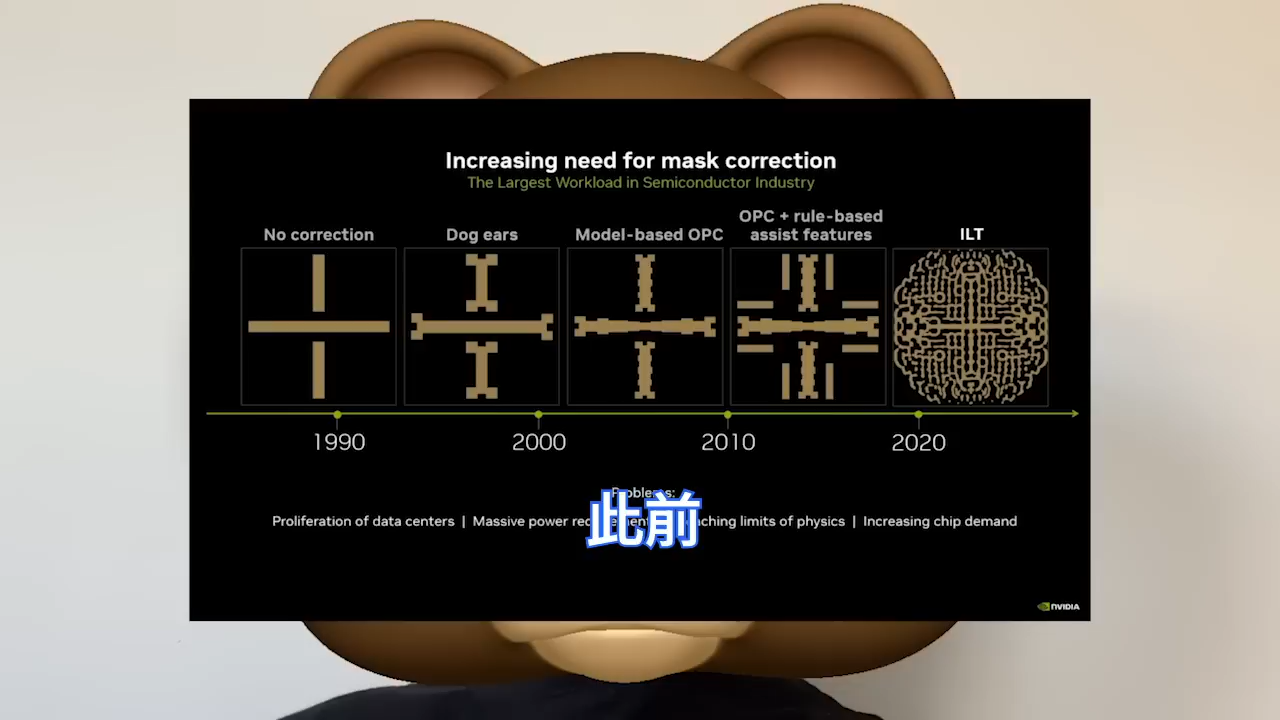 Increasing need for mask correction
The Largest Workload in Semiconductor Industry
No correction
Dog ears
Model-based OPC
OPC + rule-based
assist features
ILT
1990
2000
2010
2020
Problems:
Proliferation of data centers | Massive power | limits of physics | Increasing chip demand
此前
NVIDIA